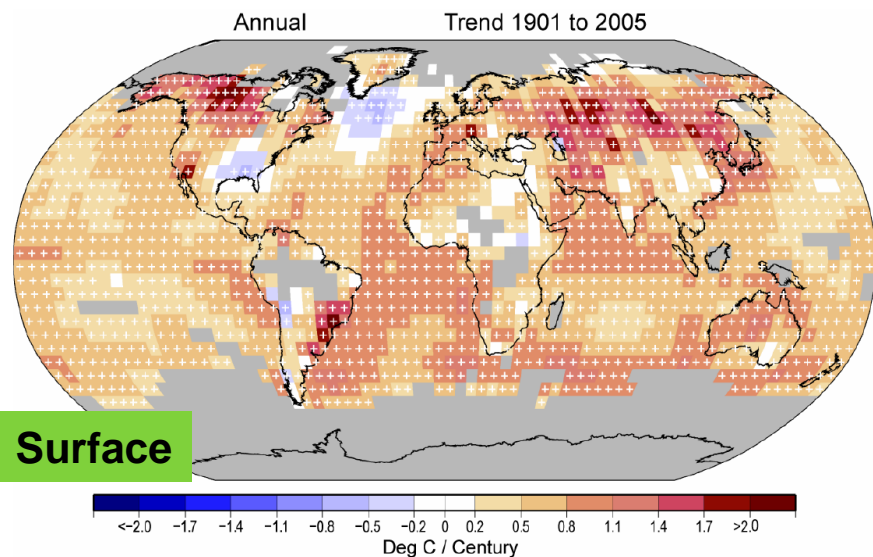 Annual Trend 1901 to 2005
Surface
<-2.0 -1.7 -1.4 -1.1 -0.8 -0.5 -0.2 0 0.2 0.5 0.8 1.1 1.4 1.7 >2.0
Deg C / Century